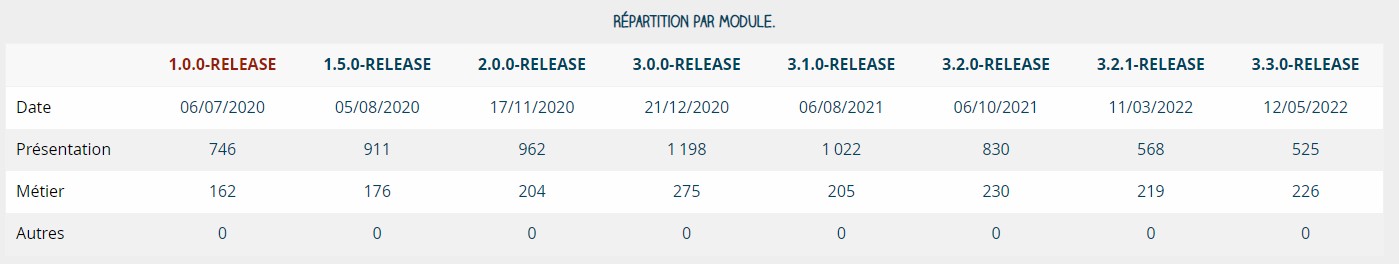 RÉPARTITION PAR MODULE.
1.0.0-RELEASE 1.5.0-RELEASE 2.0.0-RELEASE 3.0.0-RELEASE 3.1.0-RELEASE 3.2.0-RELEASE 3.2.1-RELEASE 3.3.0-RELEASE
Date 06/07/2020 05/08/2020 17/11/2020 21/12/2020 06/08/2021 06/10/2021 11/03/2022 12/05/2022
Présentation 746 911 962 1 198 1 022 830 568 525
Métier 162 176 204 275 205 230 219 226
Autres 0 0 0 0 0 0 0 0